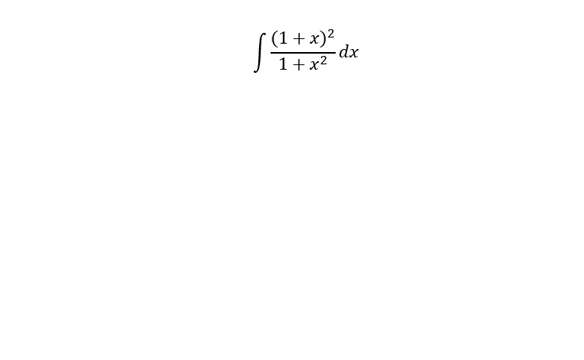 ∫ (1 + x)² / 1 + x² dx